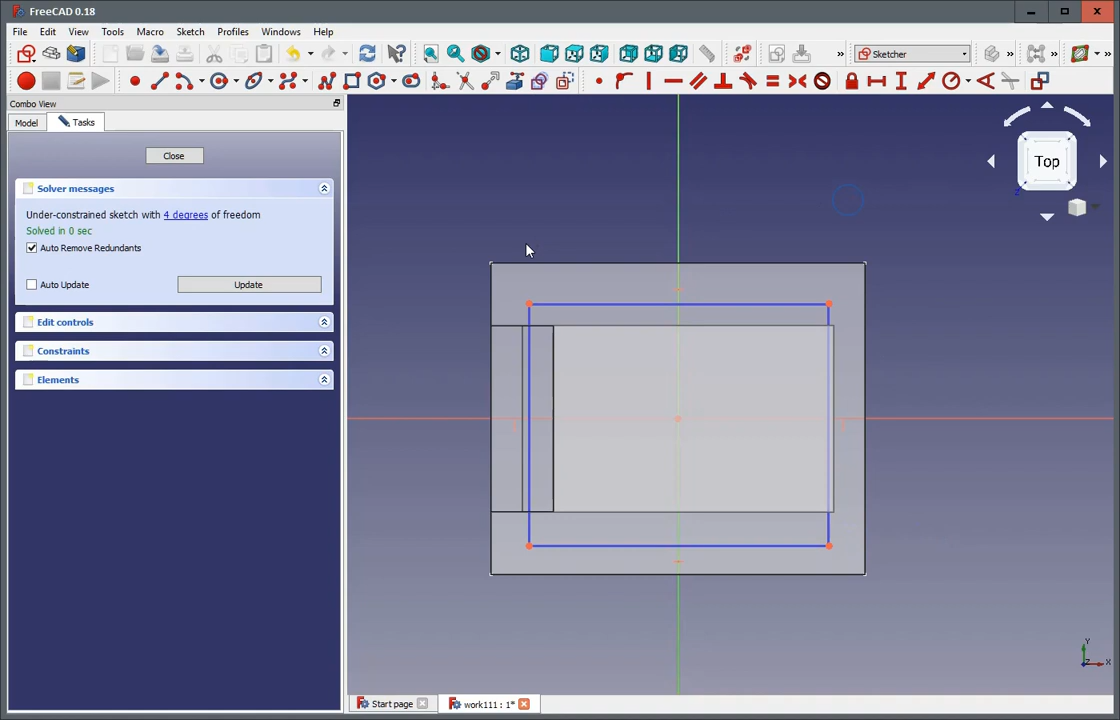 FreeCAD 0.18
File Edit View Tools Macro Sketch Profiles Windows Help
Sketcher
Combo View
Model Tasks
Close
Solver messages
Under-constrained sketch with 4 degrees of freedom
Solved in 0 sec
Auto Remove Redundants
Auto Update Update
Edit controls
Constraints
Elements
Top
Z
Y
Z X
Start page work111 : 1*